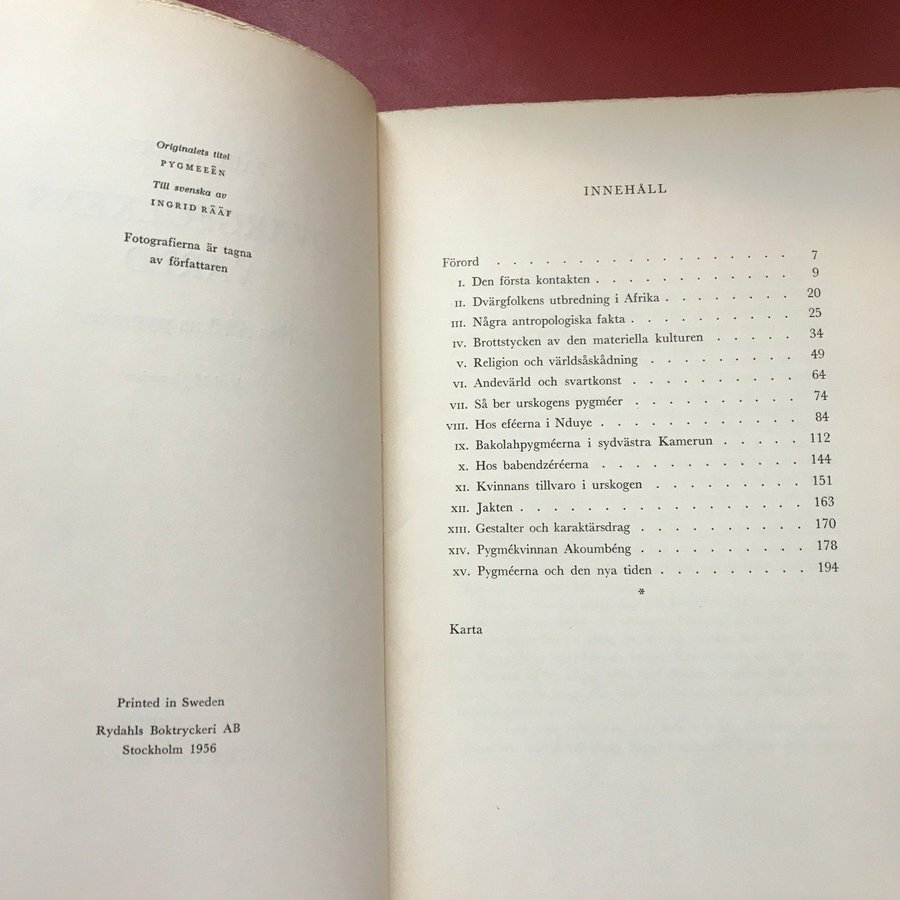 Originalets titel
PYGMEEËN
Till svenska av
INGRID RÄÄF
Fotografierna är tagna
av författaren
Printed in Sweden
Rydahls Boktryckeri AB
Stockholm 1956
INNEHÅLL
Förord . . . . . . . . . . . . . . . . . . 7
I. Den första kontakten . . . . . . . . . . . . 9
II. Dvärgfolkens utbredning i Afrika . . . . . . . . 20
III. Några antropologiska fakta . . . . . . . . . . 25
IV. Brottstycken av den materiella kulturen . . . . . 34
V. Religion och världsåskådning . . . . . . . . . 49
VI. Andevärld och svartkonst . . . . . . . . . . 64
VII. Så ber urskogens pygméer . . . . . . . . . . 74
VIII. Hos eféerna i Nduye . . . . . . . . . . . 84
IX. Bakolahpygméerna i sydvästra Kamerun . . . . . 112
X. Hos babendzéréerna . . . . . . . . . . . 144
XI. Kvinnans tillvaro i urskogen . . . . . . . . . 151
XII. Jakten . . . . . . . . . . . . . . . . 163
XIII. Gestalter och karaktärsdrag . . . . . . . . . 170
XIV. Pygmékvinnan Akoumbéng . . . . . . . . . 178
XV. Pygméerna och den nya tiden . . . . . . . . . 194
*
Karta